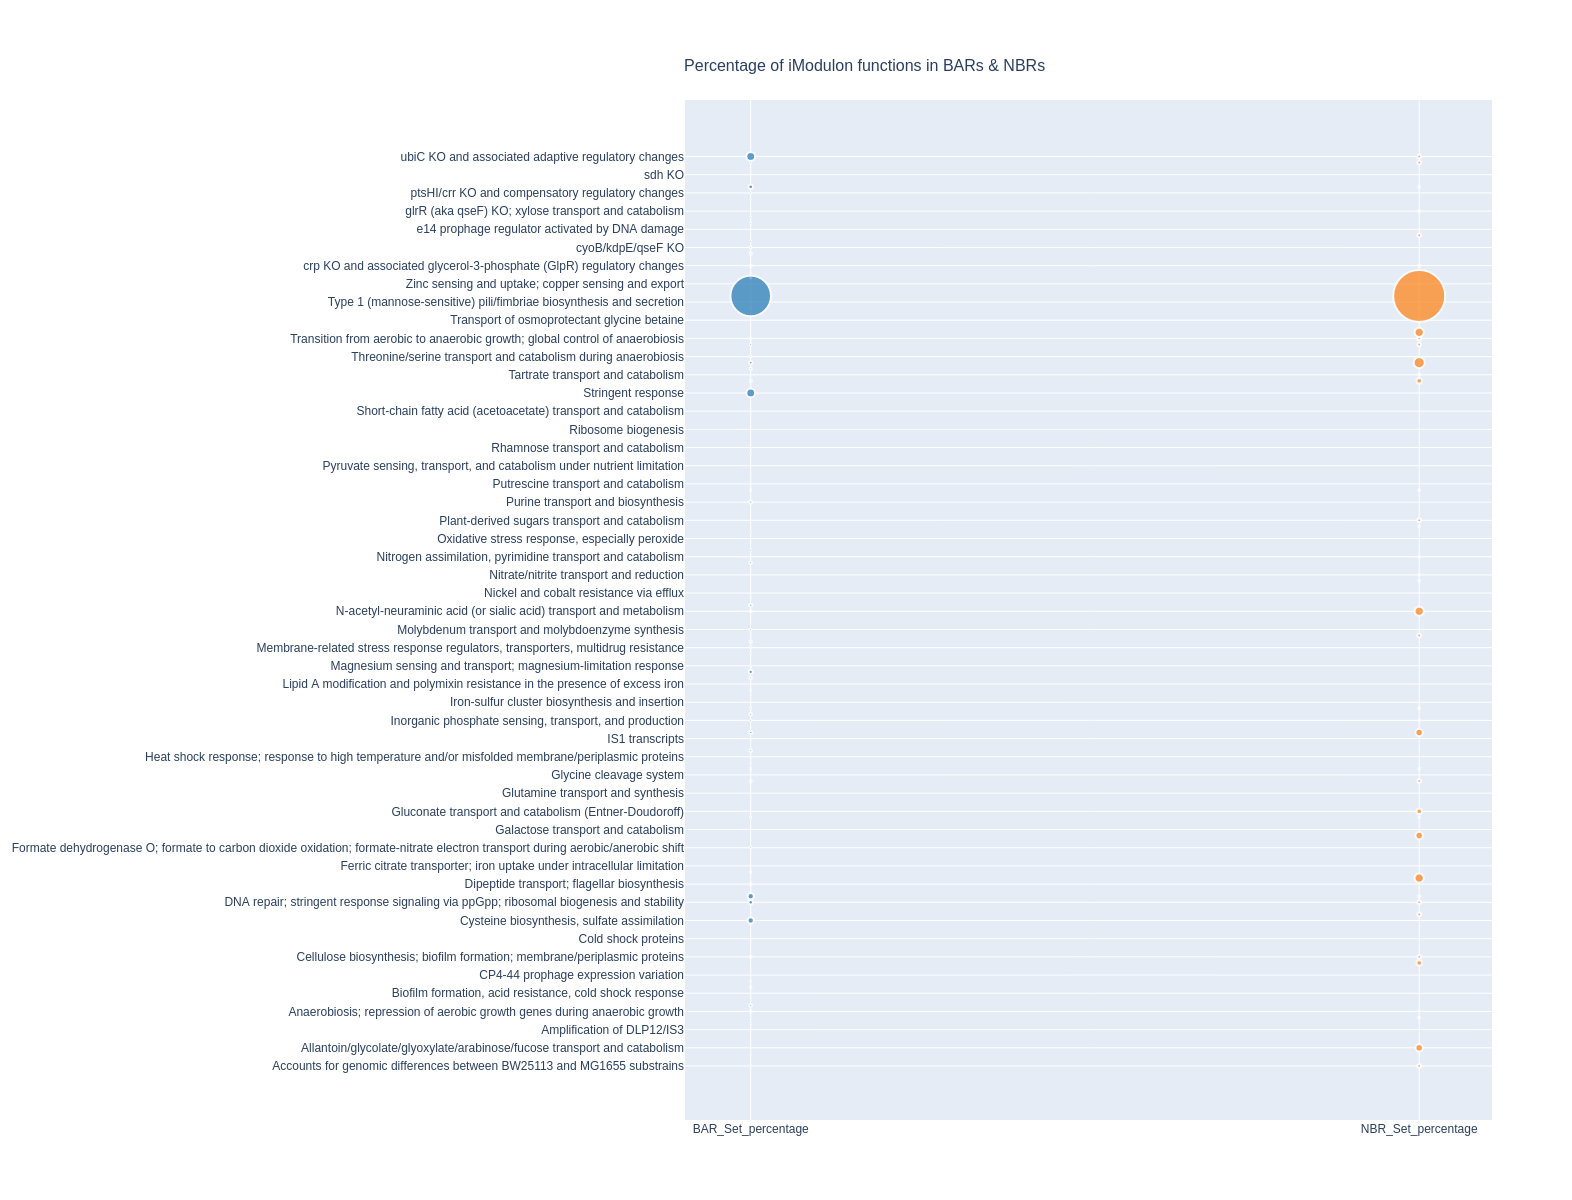 Percentage of iModulon functions in BARs & NBRs
ubiC KO and associated adaptive regulatory changes
sdh KO
ptsHI/crr KO and compensatory regulatory changes
glrR (aka qseF) KO; xylose transport and catabolism
e14 prophage regulator activated by DNA damage
cyoB/kdpE/qseF KO
crp KO and associated glycerol-3-phosphate (GlpR) regulatory changes
Zinc sensing and uptake; copper sensing and export
Type 1 (mannose-sensitive) pili/fimbriae biosynthesis and secretion
Transport of osmoprotectant glycine betaine
Transition from aerobic to anaerobic growth; global control of anaerobiosis
Threonine/serine transport and catabolism during anaerobiosis
Tartrate transport and catabolism
Stringent response
Short-chain fatty acid (acetoacetate) transport and catabolism
Ribosome biogenesis
Rhamnose transport and catabolism
Pyruvate sensing, transport, and catabolism under nutrient limitation
Putrescine transport and catabolism
Purine transport and biosynthesis
Plant-derived sugars transport and catabolism
Oxidative stress response, especially peroxide
Nitrogen assimilation, pyrimidine transport and catabolism
Nitrate/nitrite transport and reduction
Nickel and cobalt resistance via efflux
N-acetyl-neuraminic acid (or sialic acid) transport and metabolism
Molybdenum transport and molybdoenzyme synthesis
Membrane-related stress response regulators, transporters, multidrug resistance
Magnesium sensing and transport; magnesium-limitation response
Lipid A modification and polymixin resistance in the presence of excess iron
Iron-sulfur cluster biosynthesis and insertion
Inorganic phosphate sensing, transport, and production
IS1 transcripts
Heat shock response; response to high temperature and/or misfolded membrane/periplasmic proteins
Glycine cleavage system
Glutamine transport and synthesis
Gluconate transport and catabolism (Entner-Doudoroff)
Galactose transport and catabolism
Formate dehydrogenase O; formate to carbon dioxide oxidation; formate-nitrate electron transport during aerobic/anerobic shift
Ferric citrate transporter; iron uptake under intracellular limitation
Dipeptide transport; flagellar biosynthesis
DNA repair; stringent response signaling via ppGpp; ribosomal biogenesis and stability
Cysteine biosynthesis, sulfate assimilation
Cold shock proteins
Cellulose biosynthesis; biofilm formation; membrane/periplasmic proteins
CP4-44 prophage expression variation
Biofilm formation, acid resistance, cold shock response
Anaerobiosis; repression of aerobic growth genes during anaerobic growth
Amplification of DLP12/IS3
Allantoin/glycolate/glyoxylate/arabinose/fucose transport and catabolism
Accounts for genomic differences between BW25113 and MG1655 substrains
BAR_Set_percentage
NBR_Set_percentage